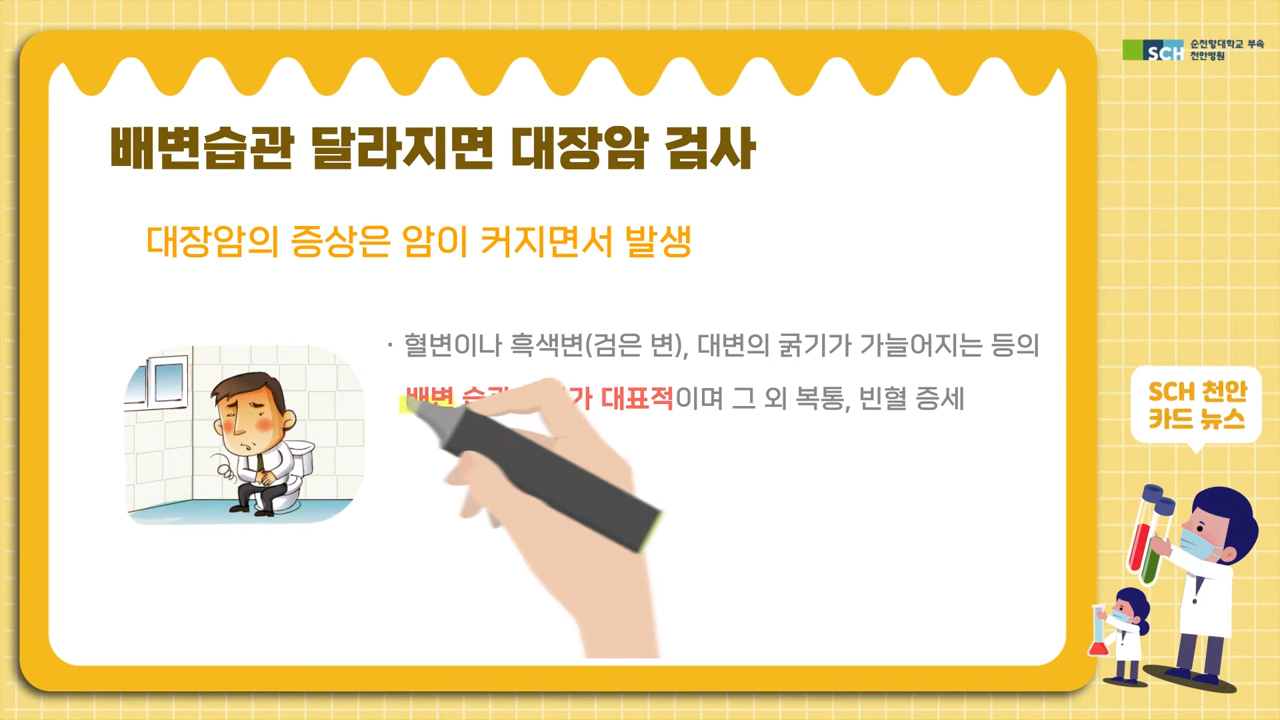 SCH 순천향대학교 부속
천안병원
배변습관 달라지면 대장암 검사
대장암의 증상은 암이 커지면서 발생
· 혈변이나 흑색변(검은 변), 대변의 굵기가 가늘어지는 등의
배변 대표적이며 그 외 복통, 빈혈 증세
SCH 천안
카드 뉴스